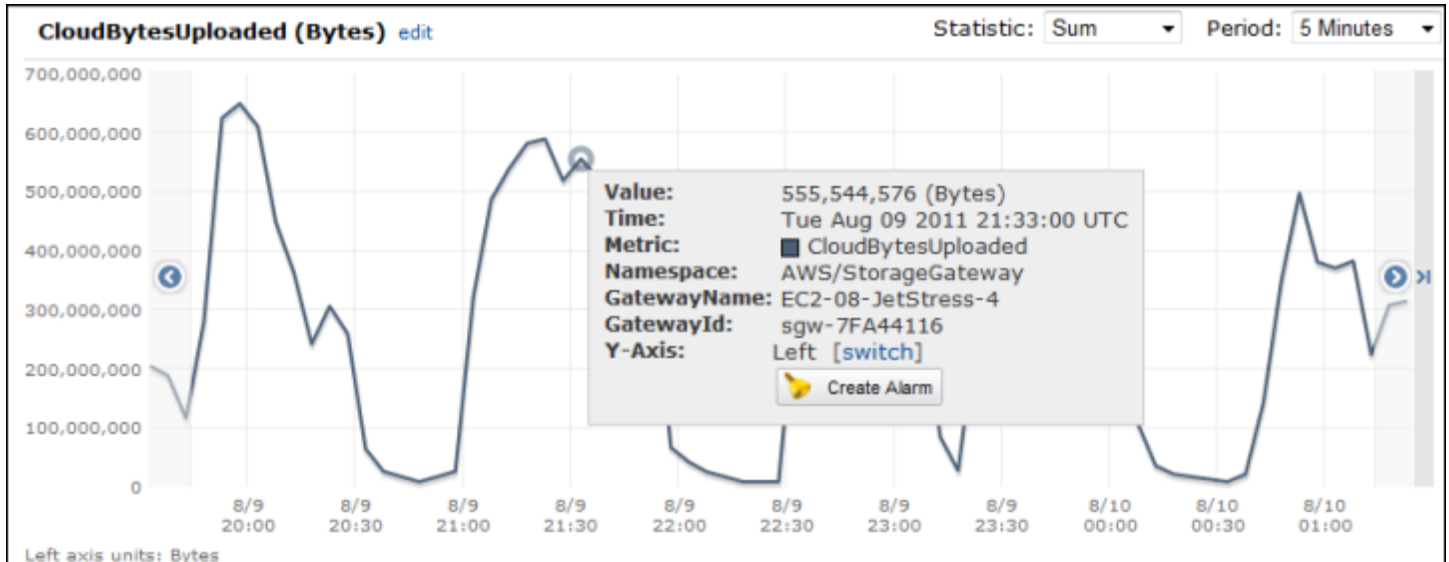 CloudBytesUploaded (Bytes) edit Statistic: Sum Period: 5 Minutes
700,000,000
600,000,000
500,000,000
400,000,000
300,000,000
200,000,000
100,000,000
0
Value: 555,544,576 (Bytes)
Time: Tue Aug 09 2011 21:33:00 UTC
Metric: CloudBytesUploaded
Namespace: AWS/StorageGateway
GatewayName: EC2-08-JetStress-4
GatewayId: sgw-7FA44116
Y-Axis: Left [switch]
Create Alarm
8/9 8/9 8/9 8/9 8/9 8/9 8/9 8/9 8/10 8/10 8/10
20:00 20:30 21:00 21:30 22:00 22:30 23:00 23:30 00:00 00:30 01:00
Left axis units: Bytes